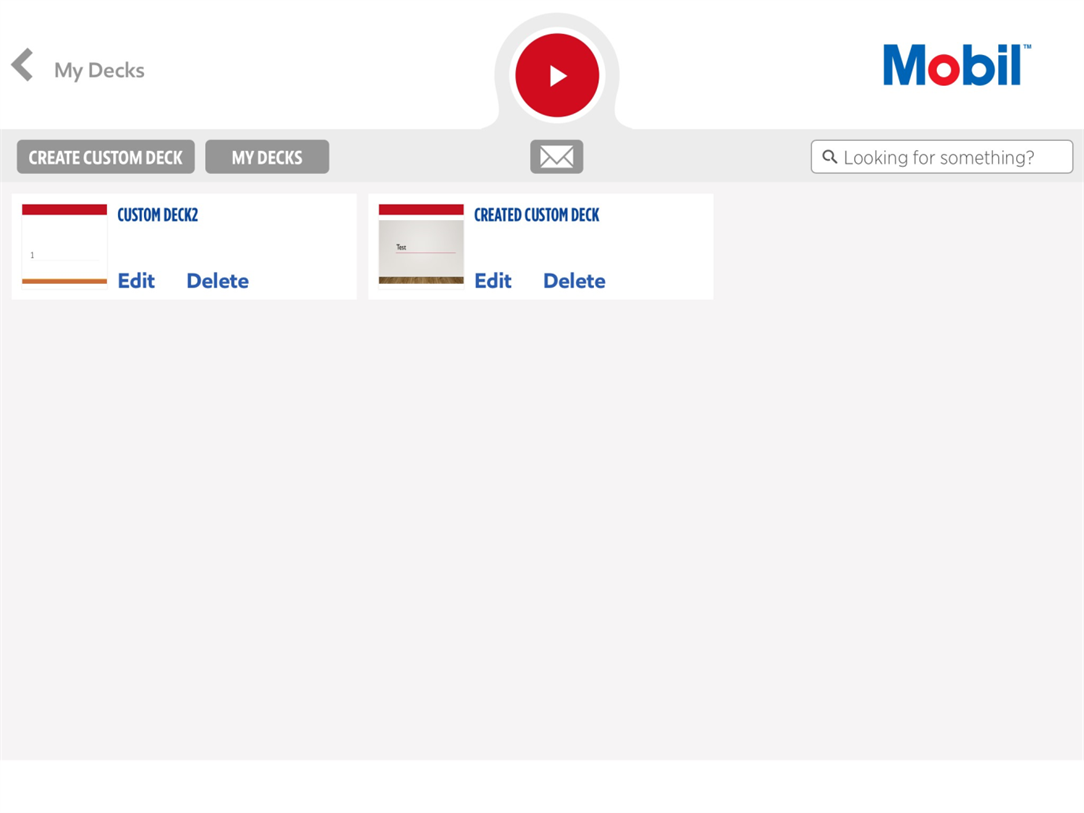 My Decks
Mobil™
CREATE CUSTOM DECK
MY DECKS
Looking for something?
CUSTOM DECK2
1
Edit
Delete
CREATED CUSTOM DECK
Test
Edit
Delete